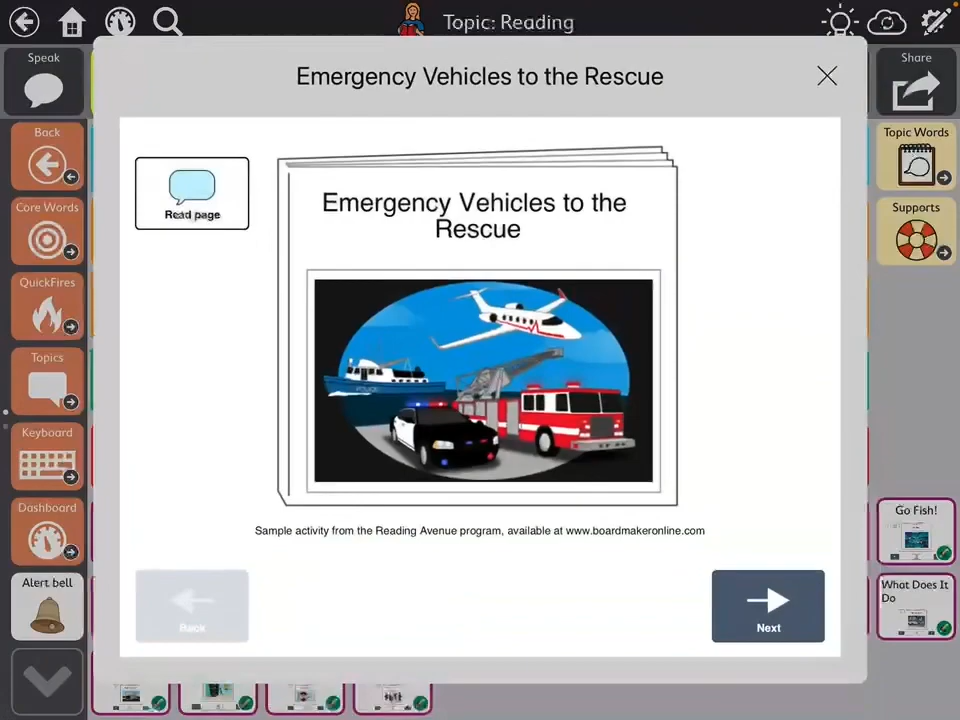 Topic: Reading
Speak
Share
Emergency Vehicles to the Rescue
Back
Core Words
QuickFires
Topics
Keyboard
Dashboard
Alert bell
Topic Words
Supports
Go Fish!
What Does It
Do
Read page
Emergency Vehicles to the
Rescue
Sample activity from the Reading Avenue program, available at www.boardmakeronline.com
Back
Next